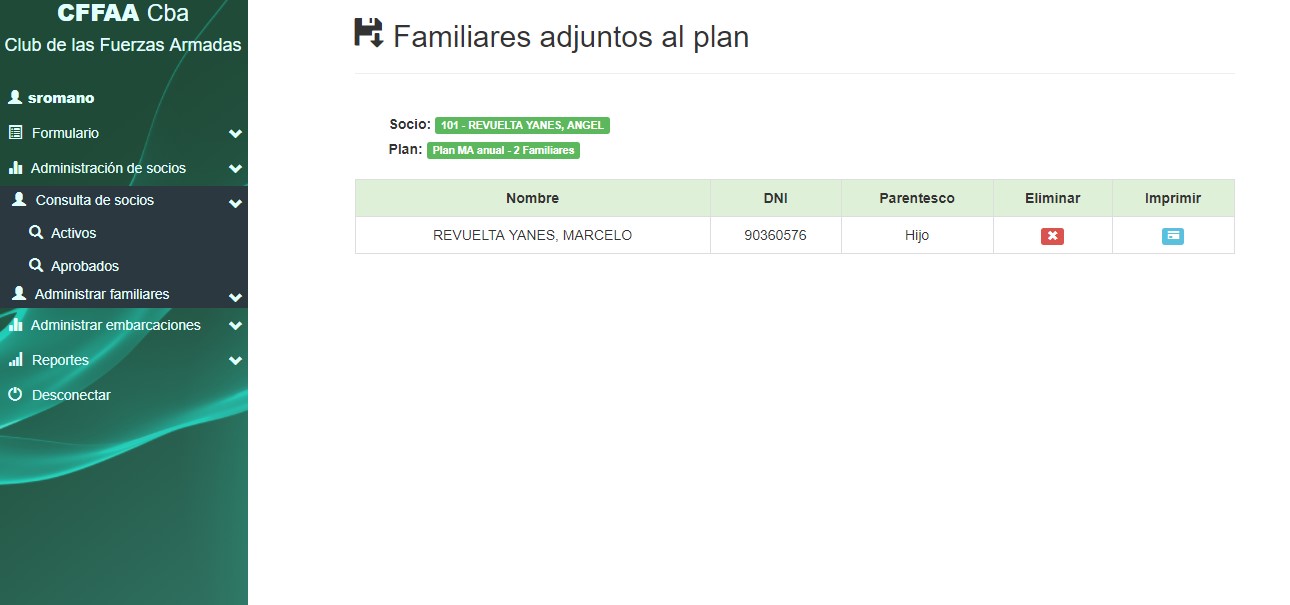 CFFAA Cba
Club de las Fuerzas Armadas
sromano
Formulario
Administración de socios
Consulta de socios
Activos
Aprobados
Administrar familiares
Administrar embarcaciones
Reportes
Desconectar
Familiares adjuntos al plan
Socio: 101 - REVUELTA YANES, ANGEL
Plan: Plan MA anual - 2 Familiares
Nombre DNI Parentesco Eliminar Imprimir
REVUELTA YANES, MARCELO 90360576 Hijo